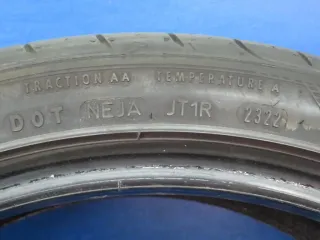 TRACTION AA TEMPERATURE A
DOT NEJA JT1R 2322